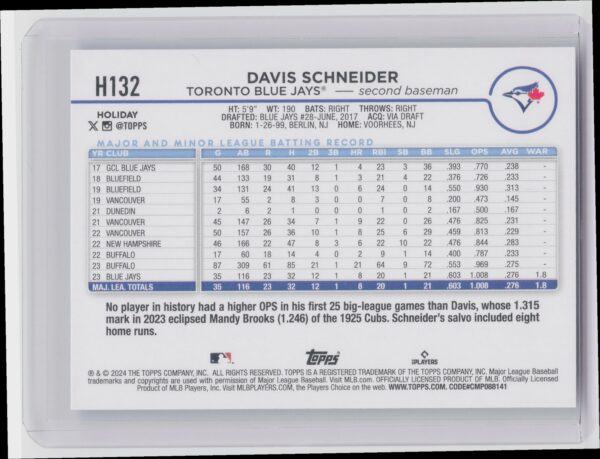 H132
DAVIS SCHNEIDER
TORONTO BLUE JAYS® — second baseman
HOLIDAY
@TOPPS
HT: 5'9" WT: 190 BATS: RIGHT THROWS: RIGHT
DRAFTED: BLUE JAYS #28-JUNE, 2017 ACQ: VIA DRAFT
BORN: 1-26-99, BERLIN, NJ HOME: VOORHEES, NJ
MAJOR AND MINOR LEAGUE BATTING RECORD
YR CLUB G AB R H 2B 3B HR RBI SB BB SLG OPS AVG WAR
17 GCL BLUE JAYS 50 168 30 40 12 1 4 23 3 36 .393 .770 .238 -
18 BLUEFIELD 44 133 19 31 8 1 3 21 4 22 .376 .726 .233 -
19 BLUEFIELD 34 131 24 41 13 0 6 24 0 14 .550 .930 .313 -
19 VANCOUVER 17 55 2 8 3 0 0 7 0 8 .200 .473 .145 -
21 DUNEDIN 2 6 2 1 0 0 0 1 0 2 .167 .500 .167 -
21 VANCOUVER 45 147 26 34 7 1 9 22 0 26 .476 .825 .231 -
22 VANCOUVER 50 157 26 36 10 1 8 25 6 29 .459 .813 .229 -
22 NEW HAMPSHIRE 46 166 22 47 8 3 6 22 10 22 .476 .844 .283 -
22 BUFFALO 17 60 18 14 4 0 2 9 1 14 .400 .787 .233 -
23 BUFFALO 87 309 61 85 21 1 21 64 9 72 .553 .969 .275 -
23 BLUE JAYS 35 116 23 32 12 1 8 20 1 21 .603 1.008 .276 1.8
MAJ. LEA. TOTALS 35 116 23 32 12 1 8 20 1 21 .603 1.008 .276 1.8
No player in history had a higher OPS in his first 25 big-league games than Davis, whose 1.315
mark in 2023 eclipsed Mandy Brooks (1.246) of the 1925 Cubs. Schneider's salvo included eight
home runs.
topps
PLAYERS
® & © 2024 THE TOPPS COMPANY, INC. ALL RIGHTS RESERVED. TOPPS IS A REGISTERED TRADEMARK OF THE TOPPS COMPANY, INC. Major League Baseball
trademarks and copyrights are used with permission of Major League Baseball. Visit MLB.com. OFFICIALLY LICENSED PRODUCT OF MLB PLAYERS, INC. Officially Licensed
Product of MLB Players, Inc. Visit MLBPLAYERS.com, the Players Choice on the web. WWW.TOPPS.COM. CODE#CMP088141